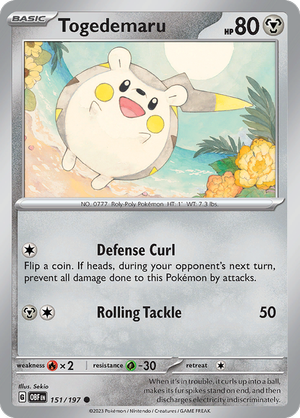 BASIC
Togedemaru HP 80
NO. 0777 Roly-Poly Pokémon HT: 1' WT: 7.3 lbs.
Defense Curl
Flip a coin. If heads, during your opponent's next turn,
prevent all damage done to this Pokémon by attacks.
Rolling Tackle 50
weakness ×2 resistance -30 retreat
Illus. Sekio
G OBF EN 151/197
When it's in trouble, it curls up into a ball,
makes its fur spikes stand on end, and then
discharges electricity indiscriminately.
©2023 Pokémon / Nintendo / Creatures / GAME FREAK